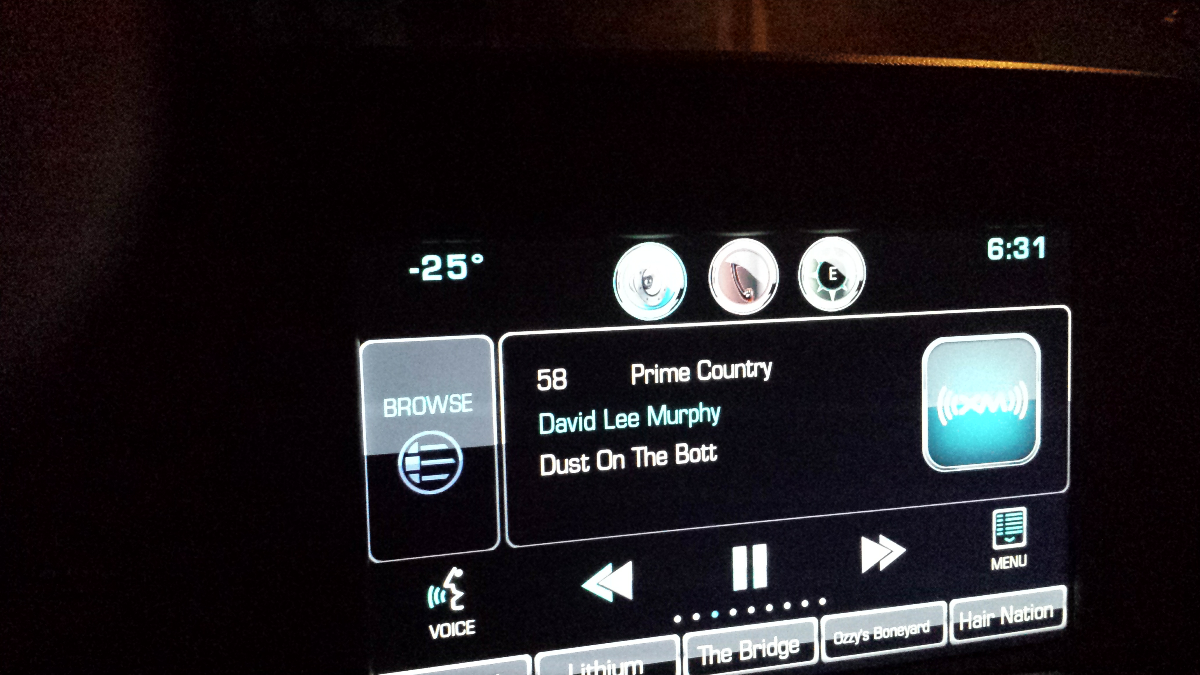 -25°
6:31
E
BROWSE
58 Prime Country
David Lee Murphy
Dust On The Bott
((XM))
VOICE
MENU
Lithium
The Bridge
Ozzy's Boneyard
Hair Nation